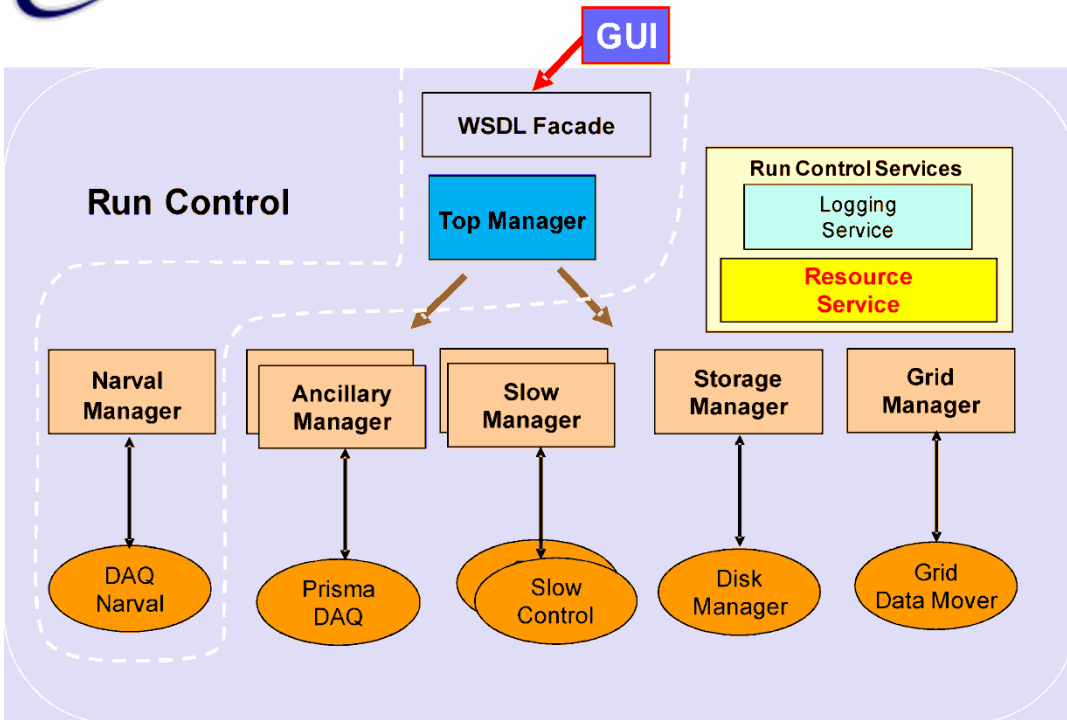 GUI
WSDL Facade
Run Control
Top Manager
Run Control Services
Logging
Service
Resource
Service
Narval
Manager
Ancillary
Manager
Slow
Manager
Storage
Manager
Grid
Manager
DAQ
Narval
Prisma
DAQ
Slow
Control
Disk
Manager
Grid
Data Mover